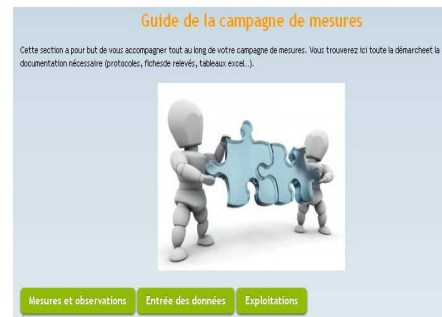 Guide de la campagne de mesures
Cette section a pour but de vous accompagner tout au long de votre campagne de mesures. Vous trouverez ici toute la démarcheet la
documentation nécessaire (protocoles, fichesde relevés, tableaux excel...).
Mesures et observations
Entrée des données
Exploitations